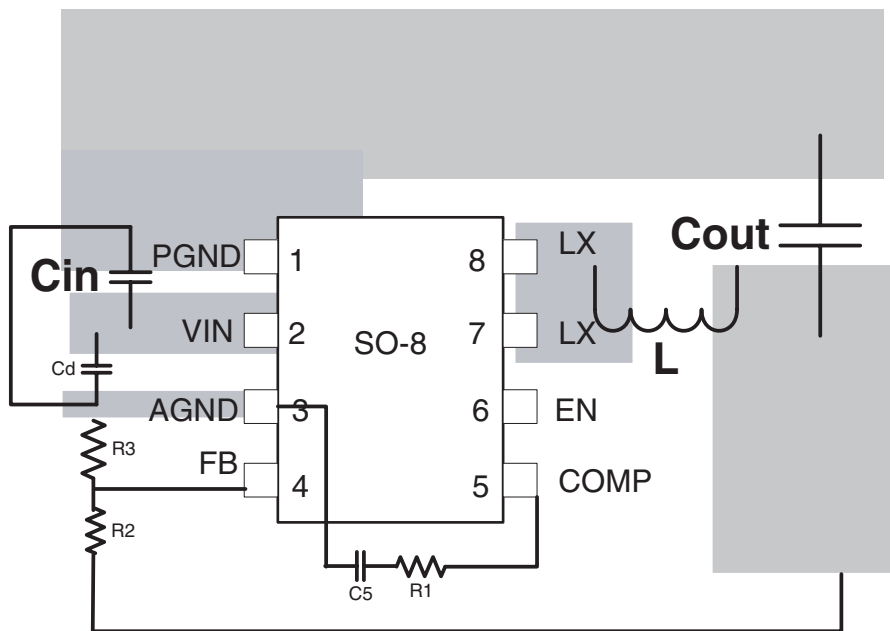 Cout
PGND 1 8 LX
Cin
VIN 2 SO-8 7 LX
L
Cd
AGND 3 6 EN
R3
FB 4 5 COMP
R2
C5 R1